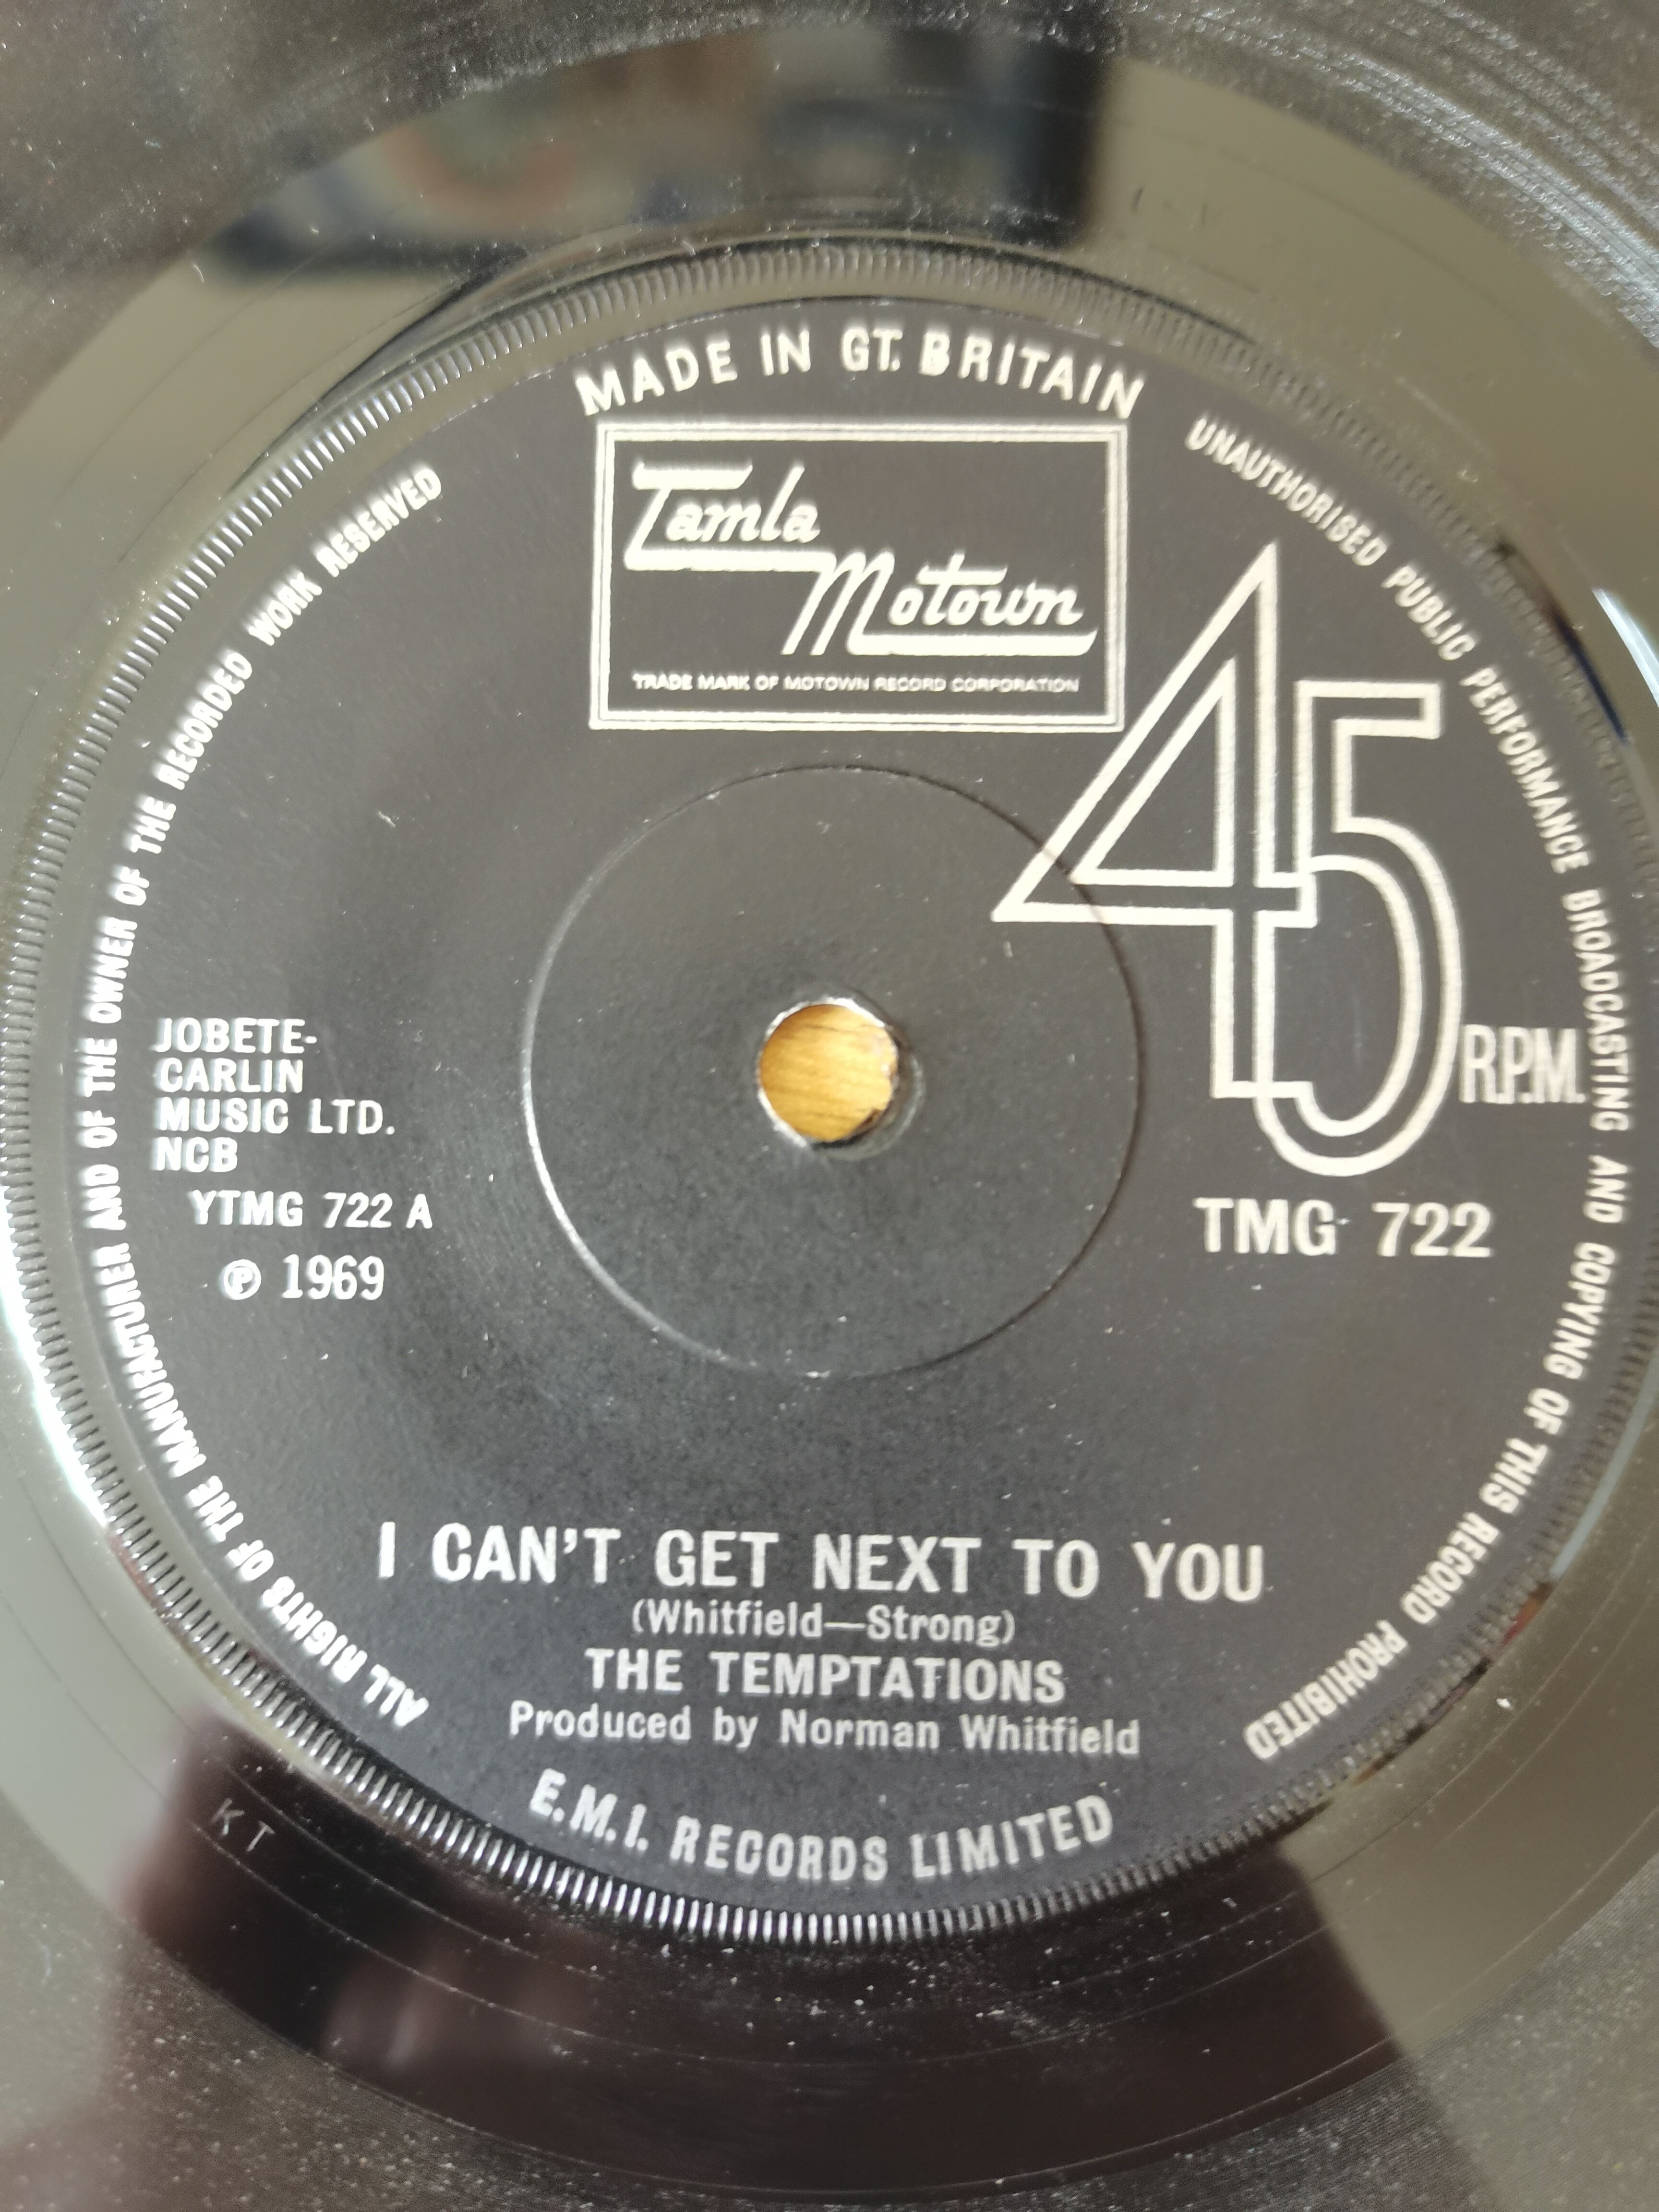 MADE IN GT. BRITAIN
Tamla
Motown
TRADE MARK OF MOTOWN RECORD CORPORATION
ALL RIGHTS OF THE MANUFACTURER AND OF THE OWNER OF THE RECORDED WORK RESERVED
UNAUTHORISED PUBLIC PERFORMANCE BROADCASTING AND COPYING OF THIS RECORD PROHIBITED
45
R.P.M.
JOBETE-
CARLIN
MUSIC LTD.
NCB
YTMG 722 A
℗ 1969
TMG 722
I CAN'T GET NEXT TO YOU
(Whitfield—Strong)
THE TEMPTATIONS
Produced by Norman Whitfield
E.M.I. RECORDS LIMITED
KT